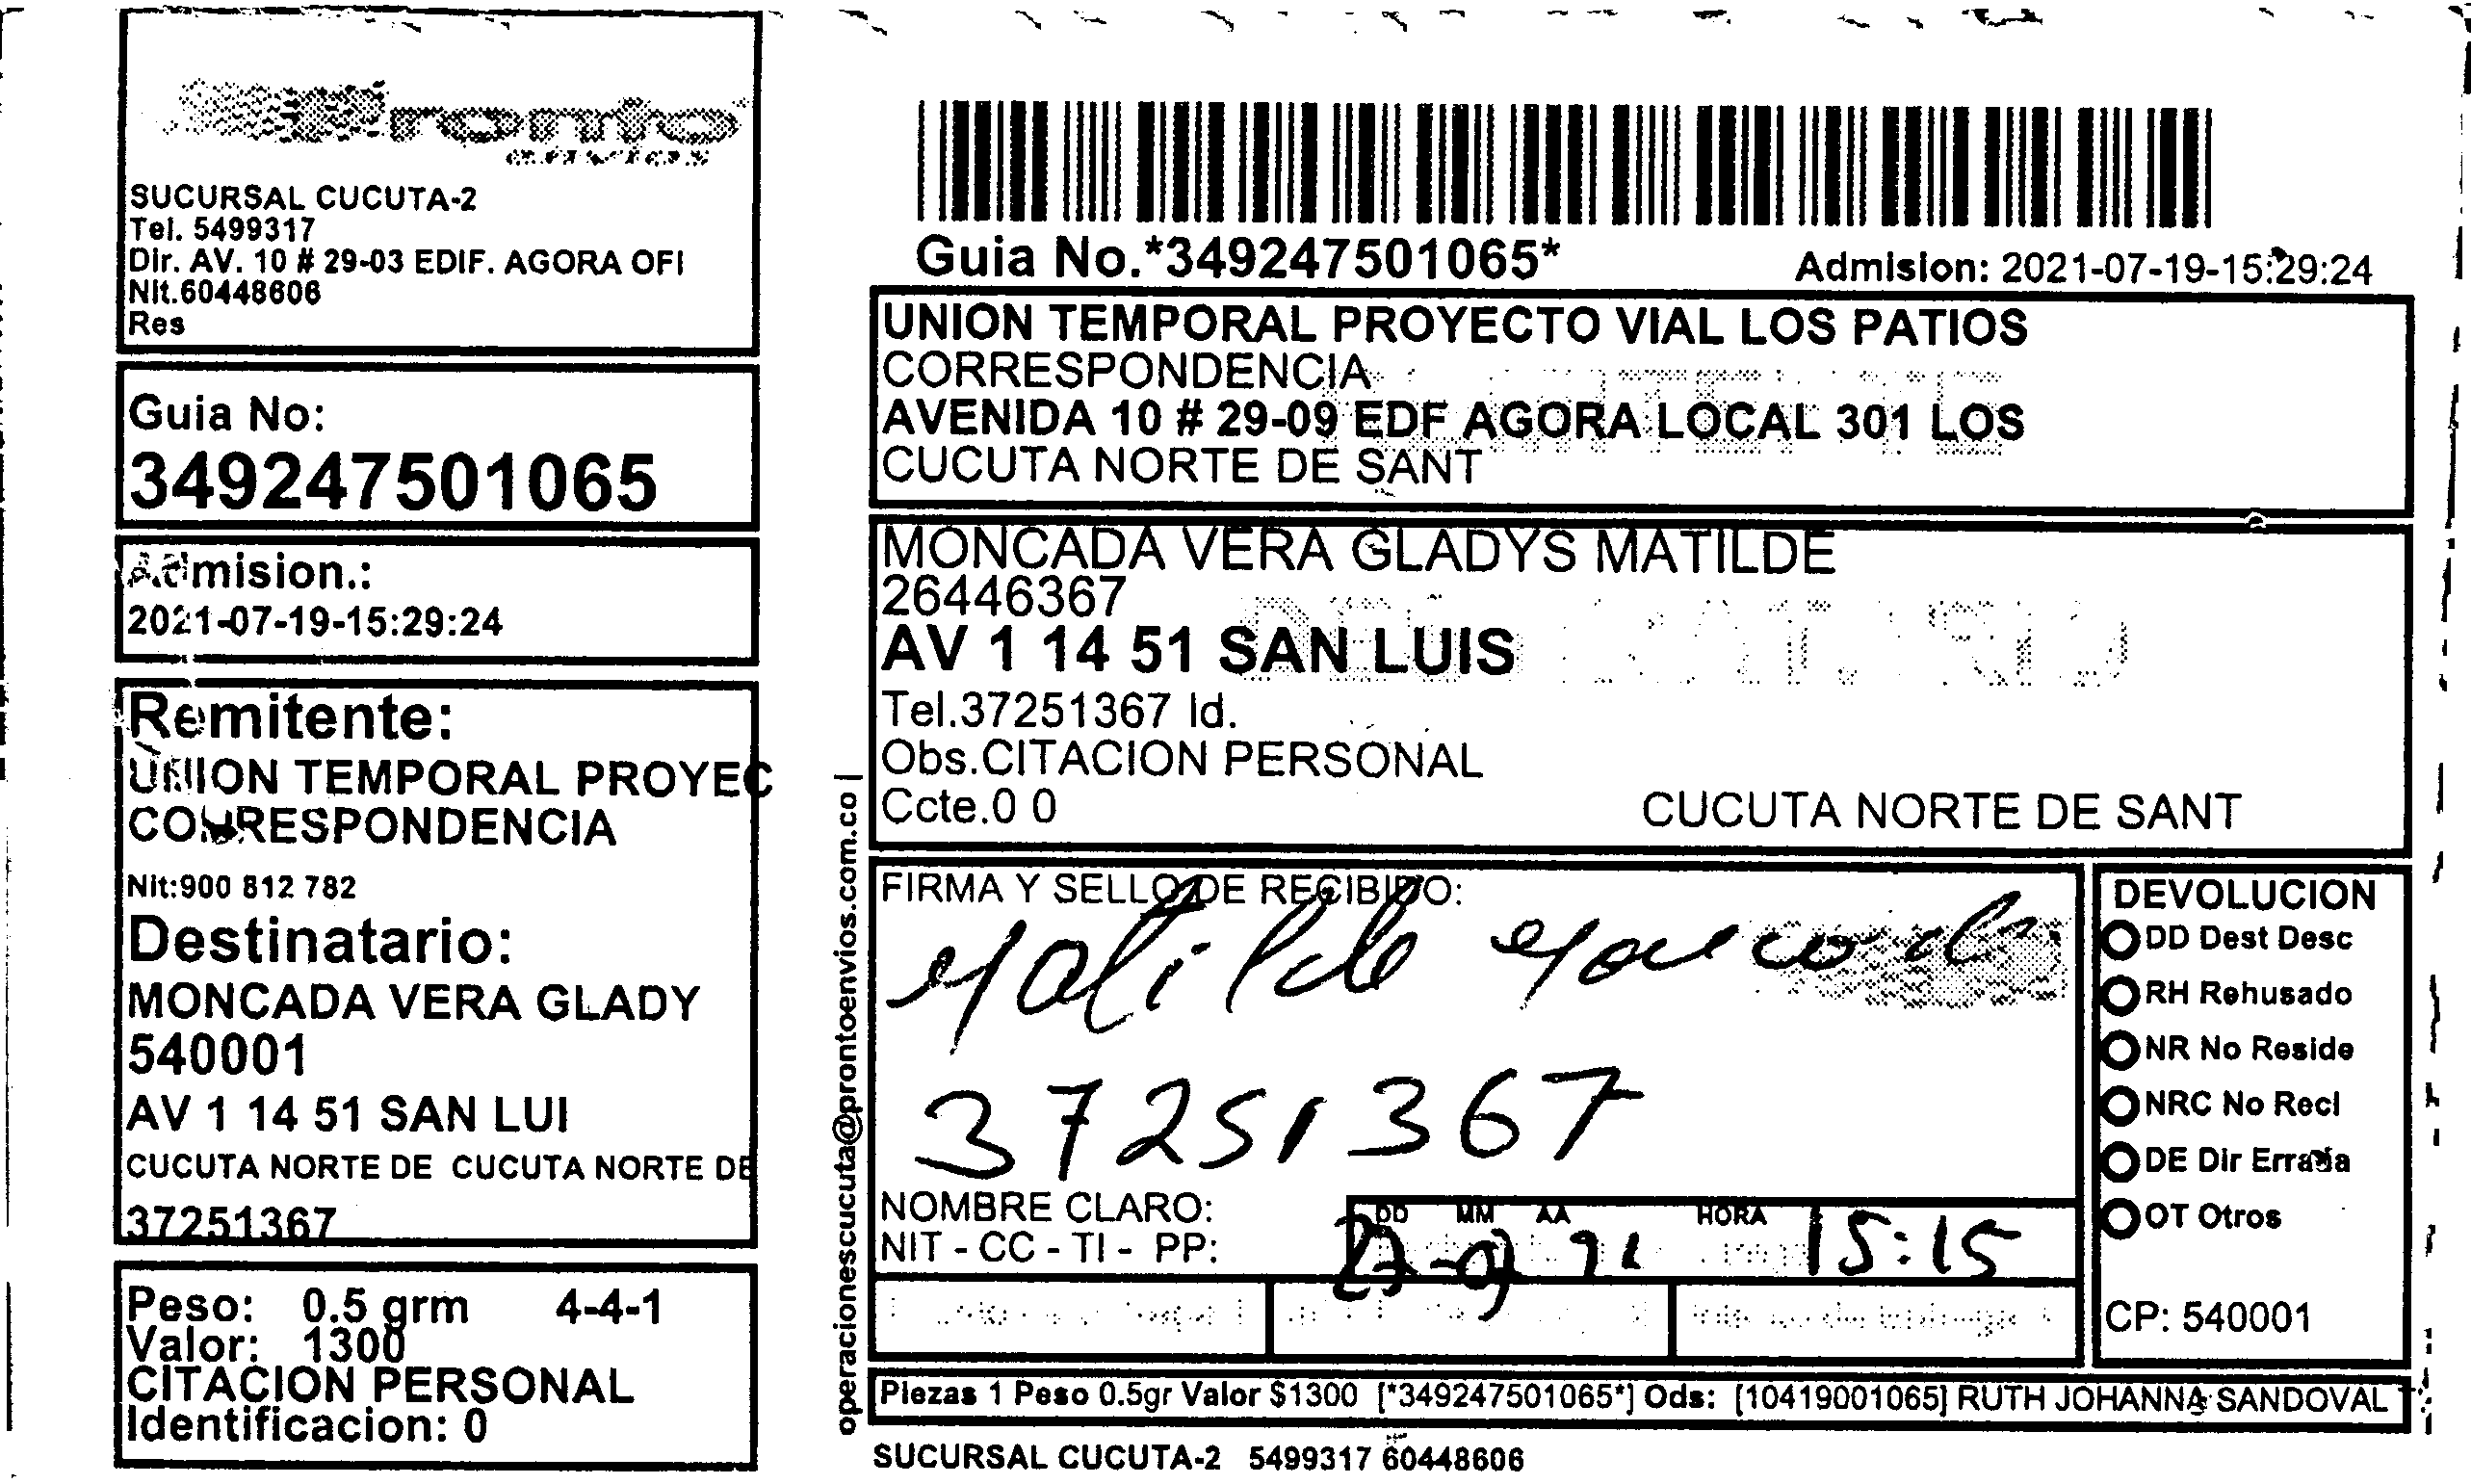 Pronto
envios
SUCURSAL CUCUTA-2
Tel. 5499317
Dir. AV. 10 # 29-03 EDIF. AGORA OFI
Nit.60448606
Res
Guia No:
349247501065
Admision.:
2021-07-19-15:29:24
Remitente:
UNION TEMPORAL PROYEC
CORRESPONDENCIA
Nit:900 812 782
Destinatario:
MONCADA VERA GLADY
540001
AV 1 14 51 SAN LUI
CUCUTA NORTE DE CUCUTA NORTE DE
37251367
Peso: 0.5 grm 4-4-1
Valor: 1300
CITACION PERSONAL
Identificacion: 0
operacionescucuta@prontoenvios.com.co |
Guia No.*349247501065*
Admision: 2021-07-19-15:29:24
UNION TEMPORAL PROYECTO VIAL LOS PATIOS
CORRESPONDENCIA
AVENIDA 10 # 29-09 EDF AGORA LOCAL 301 LOS
CUCUTA NORTE DE SANT
MONCADA VERA GLADYS MATILDE
26446367
AV 1 14 51 SAN LUIS
Tel.37251367 Id.
Obs.CITACION PERSONAL
Ccte.0 0 CUCUTA NORTE DE SANT
FIRMA Y SELLO DE RECIBIDO:
Matilde Moncada
37251367
NOMBRE CLARO:
NIT - CC - TI - PP:
DD MM AA HORA
15:15
DEVOLUCION
DD Dest Desc
RH Rehusado
NR No Reside
NRC No Recl
DE Dir Errada
OT Otros
CP: 540001
Piezas 1 Peso 0.5gr Valor $1300 [*349247501065*] Ods: [10419001065] RUTH JOHANNA SANDOVAL
SUCURSAL CUCUTA-2 5499317 60448606